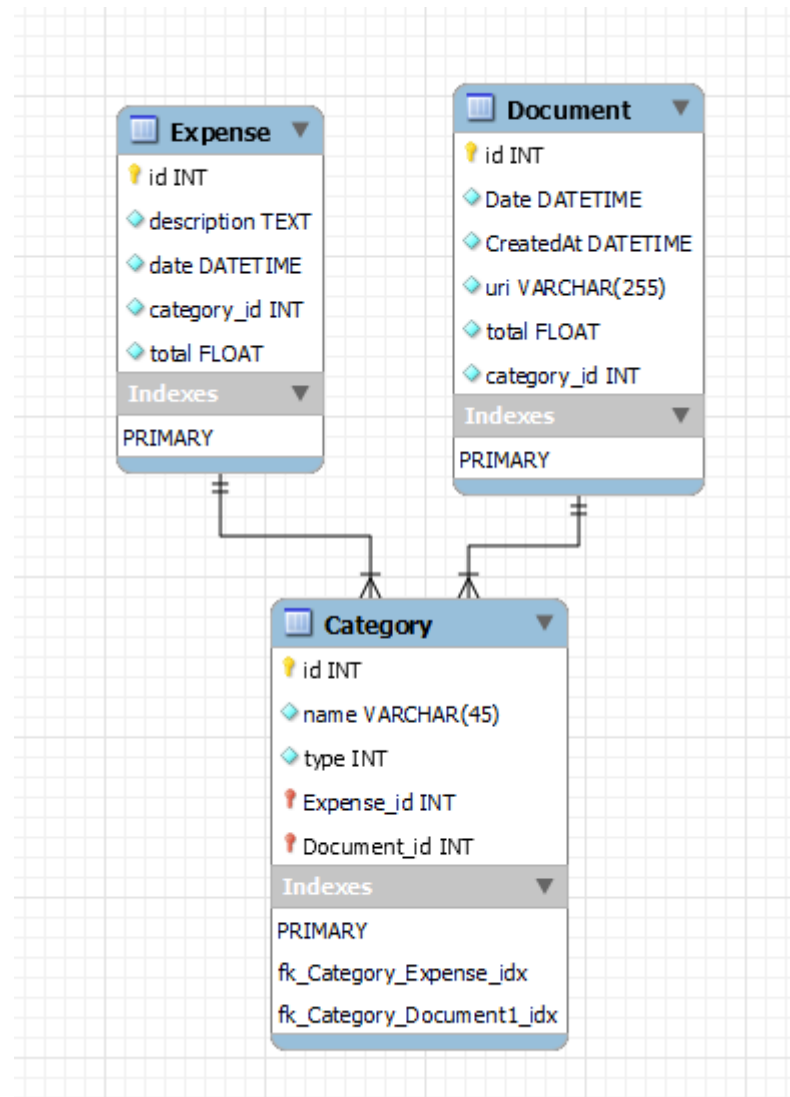 Expense
id INT
description TEXT
date DATETIME
category_id INT
total FLOAT
Indexes
PRIMARY
Document
id INT
Date DATETIME
CreatedAt DATETIME
uri VARCHAR(255)
total FLOAT
category_id INT
Indexes
PRIMARY
Category
id INT
name VARCHAR(45)
type INT
Expense_id INT
Document_id INT
Indexes
PRIMARY
fk_Category_Expense_idx
fk_Category_Document1_idx